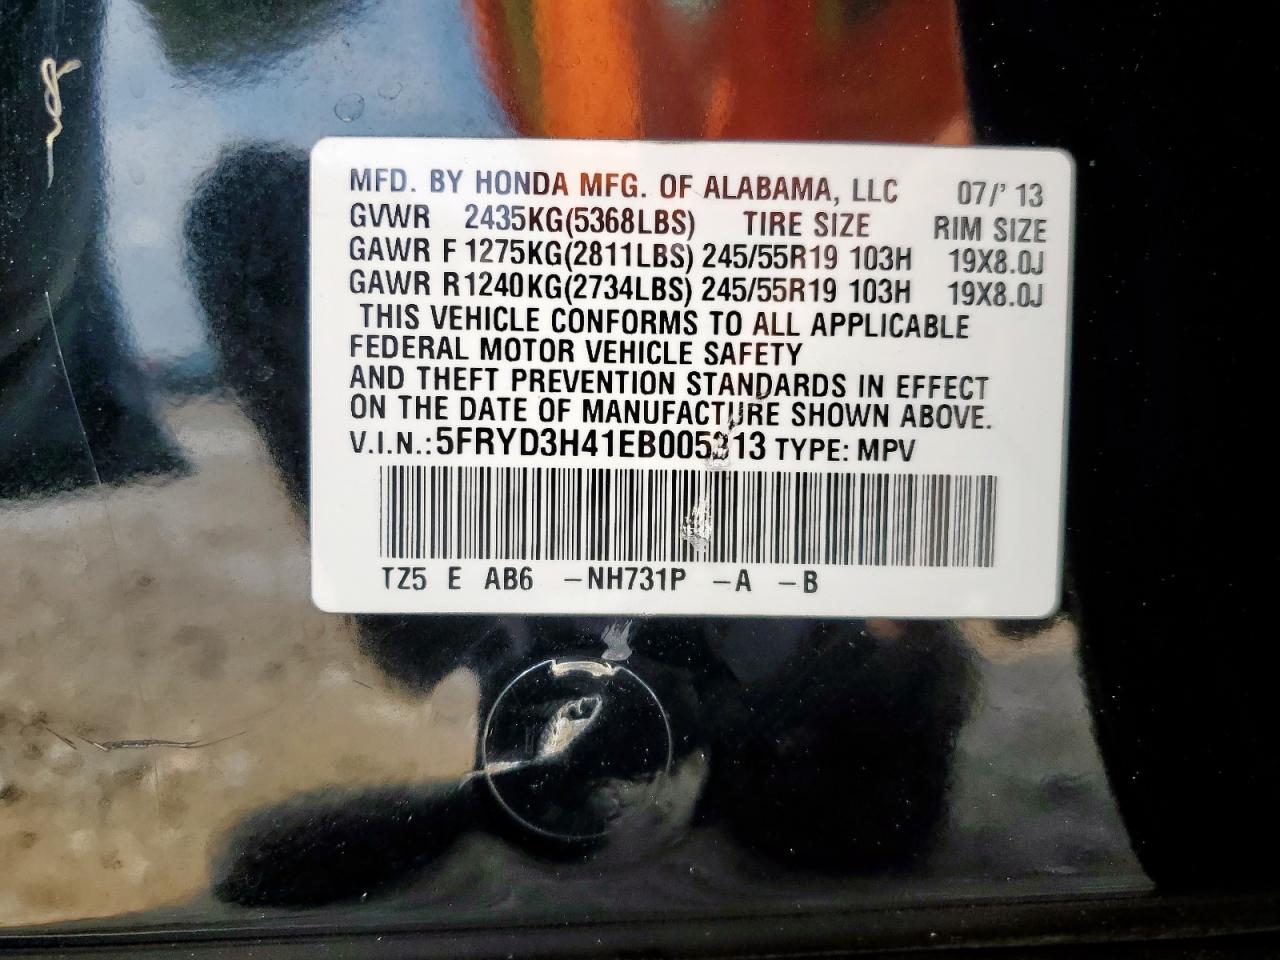 MFD. BY HONDA MFG. OF ALABAMA, LLC 07/'13
GVWR 2435KG(5368LBS) TIRE SIZE RIM SIZE
GAWR F 1275KG(2811LBS) 245/55R19 103H 19X8.0J
GAWR R 1240KG(2734LBS) 245/55R19 103H 19X8.0J
THIS VEHICLE CONFORMS TO ALL APPLICABLE
FEDERAL MOTOR VEHICLE SAFETY
AND THEFT PREVENTION STANDARDS IN EFFECT
ON THE DATE OF MANUFACTURE SHOWN ABOVE.
V.I.N.:5FRYD3H41EB005313 TYPE: MPV
TZ5 E AB6 -NH731P -A -B